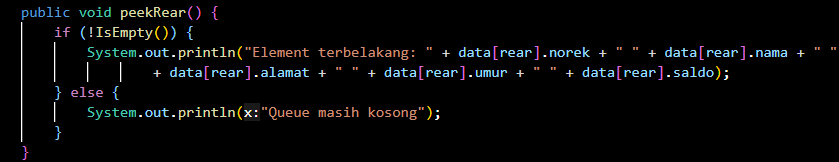 public void peekRear() {
if (!IsEmpty()) {
System.out.println("Element terbelakang: " + data[rear].norek + " " + data[rear].nama + " "
+ data[rear].alamat + " " + data[rear].umur + " " + data[rear].saldo);
} else {
System.out.println(x:"Queue masih kosong");
}
}